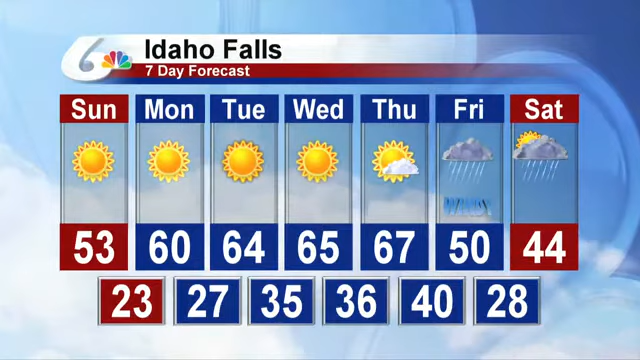 6
Idaho Falls
7 Day Forecast
Sun Mon Tue Wed Thu Fri Sat
WINDY
53 60 64 65 67 50 44
23 27 35 36 40 28